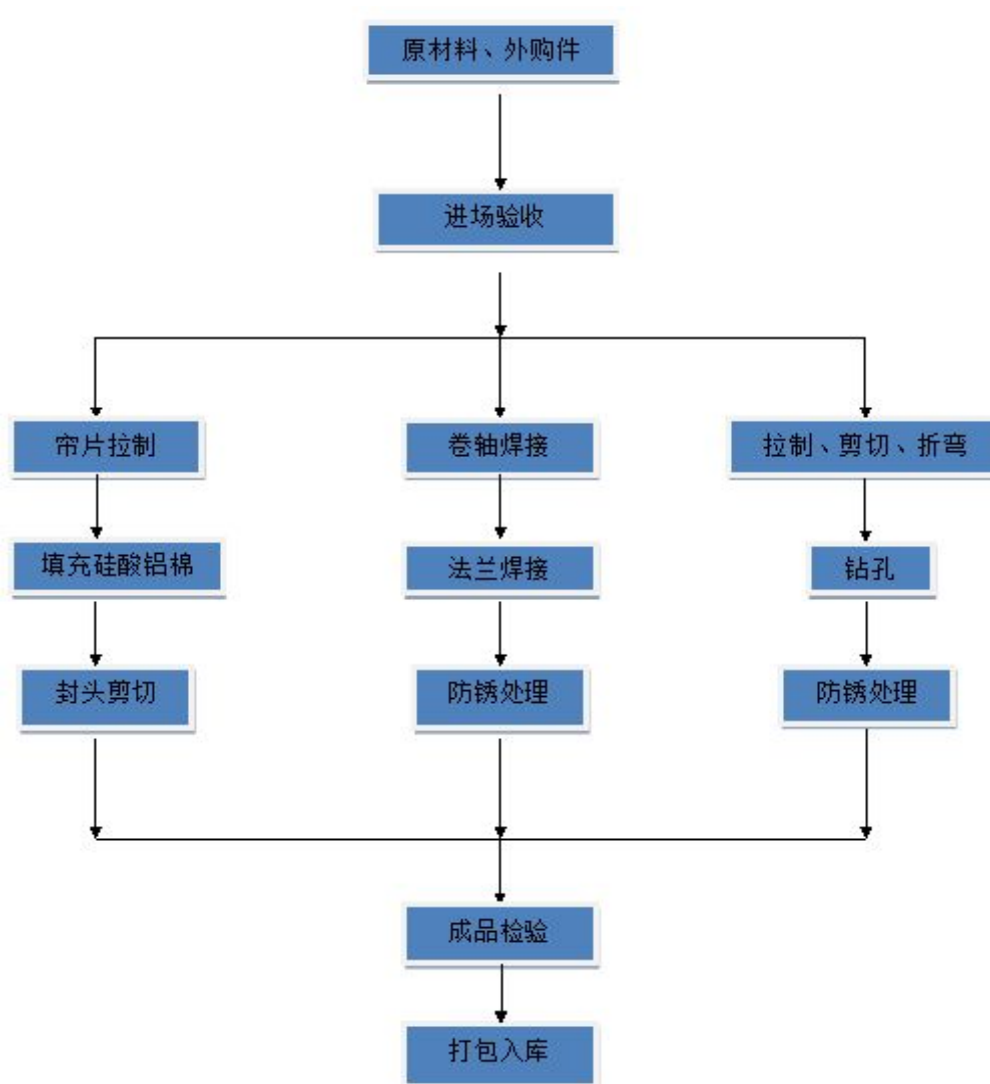 原材料、外购件
进场验收
帘片拉制
卷轴焊接
拉制、剪切、折弯
填充硅酸铝棉
法兰焊接
钻孔
封头剪切
防锈处理
防锈处理
成品检验
打包入库